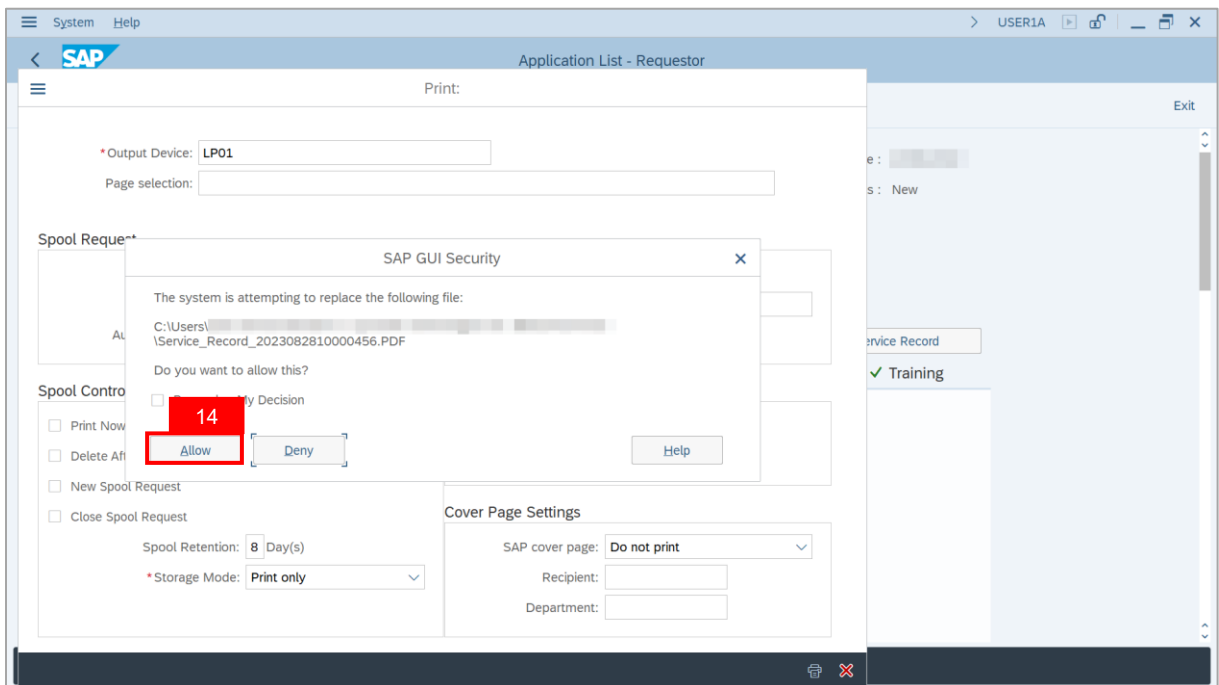 System Help USER1A
SAP Application List - Requestor
Print:
Exit
*Output Device: LP01
Page selection:
e :
s : New
Spool Request
SAP GUI Security
The system is attempting to replace the following file:
C:\Users\
\Service_Record_2023082810000456.PDF
Au
ervice Record
Do you want to allow this?
Training
Spool Contro
My Decision
14
Print Now
Allow Deny Help
Delete Aft
New Spool Request
Close Spool Request
Cover Page Settings
Spool Retention: 8 Day(s)
SAP cover page: Do not print
*Storage Mode: Print only
Recipient:
Department: